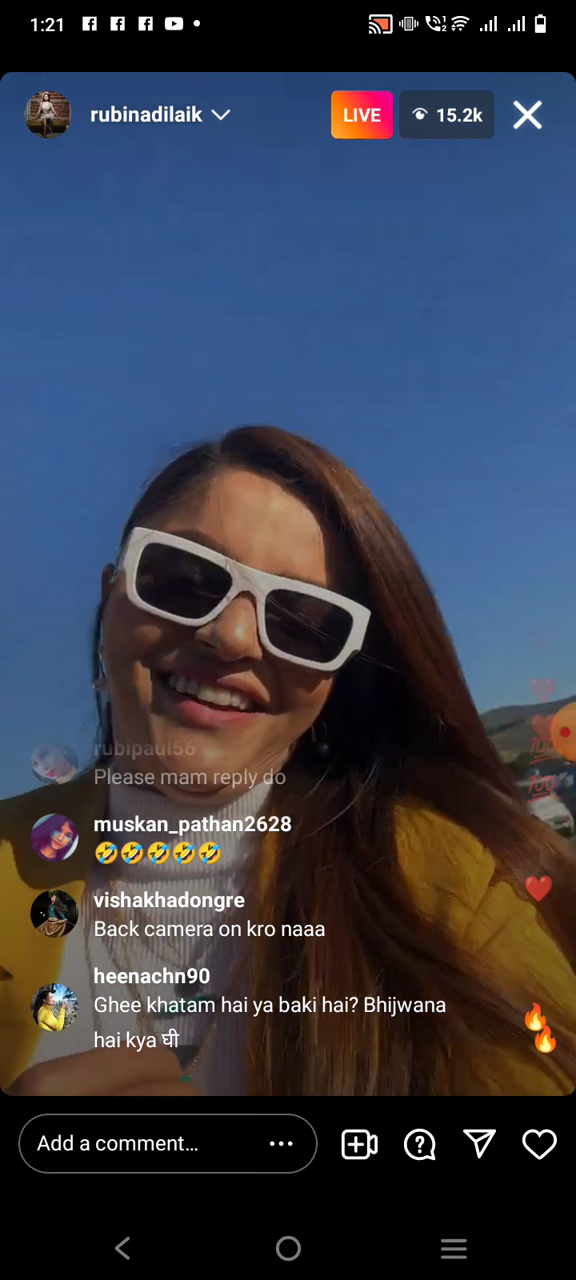 1:21
rubinadilaik
LIVE
15.2k
rubipaul56
Please mam reply do
muskan_pathan2628
🤣🤣🤣🤣🤣
vishakhadongre
Back camera on kro naaa
heenachn90
Ghee khatam hai ya baki hai? Bhijwana
hai kya घी
Add a comment...